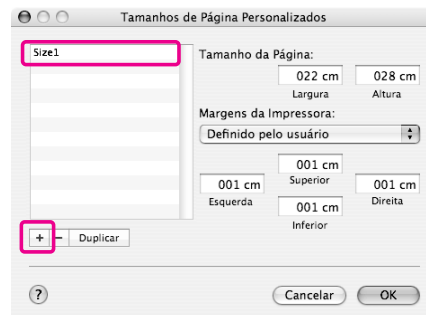 Tamanhos de Página Personalizados
Size1
Tamanho da Página:
022 cm 028 cm
Largura Altura
Margens da Impressora:
Definido pelo usuário
001 cm
Superior
001 cm 001 cm
Esquerda Direita
001 cm
Inferior
+ − Duplicar
? Cancelar OK